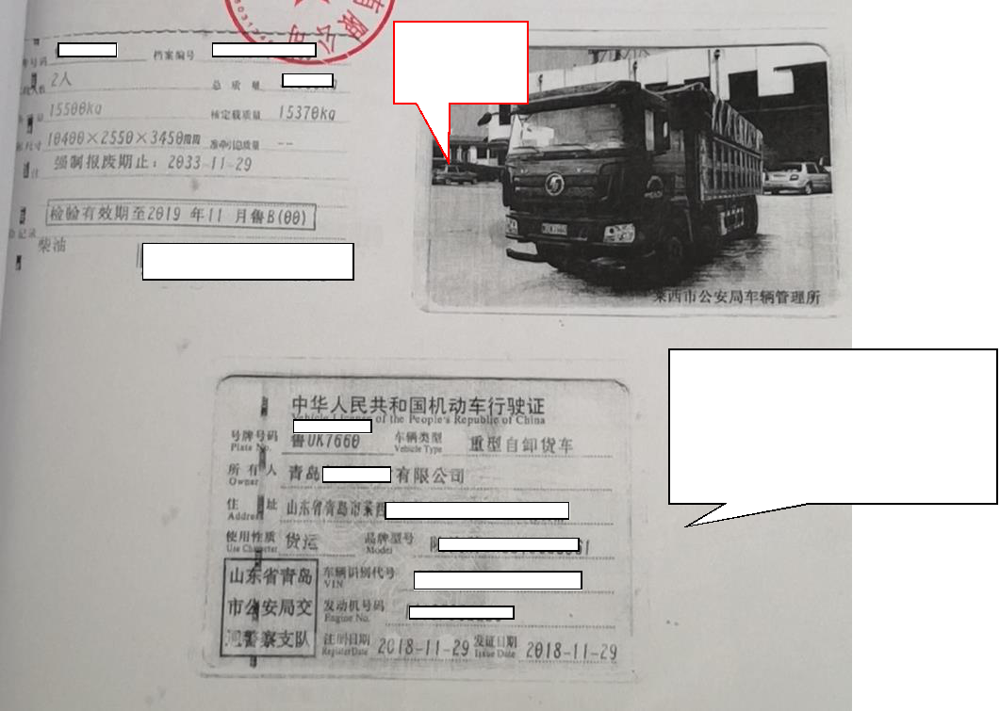 有限公司
号码
档案编号
2人
总 质 量
15500kg
核定载质量 15370kg
尺寸 10400×2550×3450mm 准牵引总质量 --
强制报废期止：2033-11-29
检验有效期至2019 年11 月鲁B(00)
记录
柴油
莱西市公安局车辆管理所
中华人民共和国机动车行驶证
Vehicle License of the People's Republic of China
号牌号码 鲁UK7660 车辆类型 重型自卸货车
Plate No. Vehicle Type
所 有 人 青岛 有限公司
Owner
住 址 山东省青岛市莱西
Address
使用性质 货运 品牌型号
Use Character Model
山东省青岛
市公安局交
警察支队
车辆识别代号
VIN
发动机号码
Engine No.
注册日期 2018-11-29 发证日期 2018-11-29
Register Date Issue Date